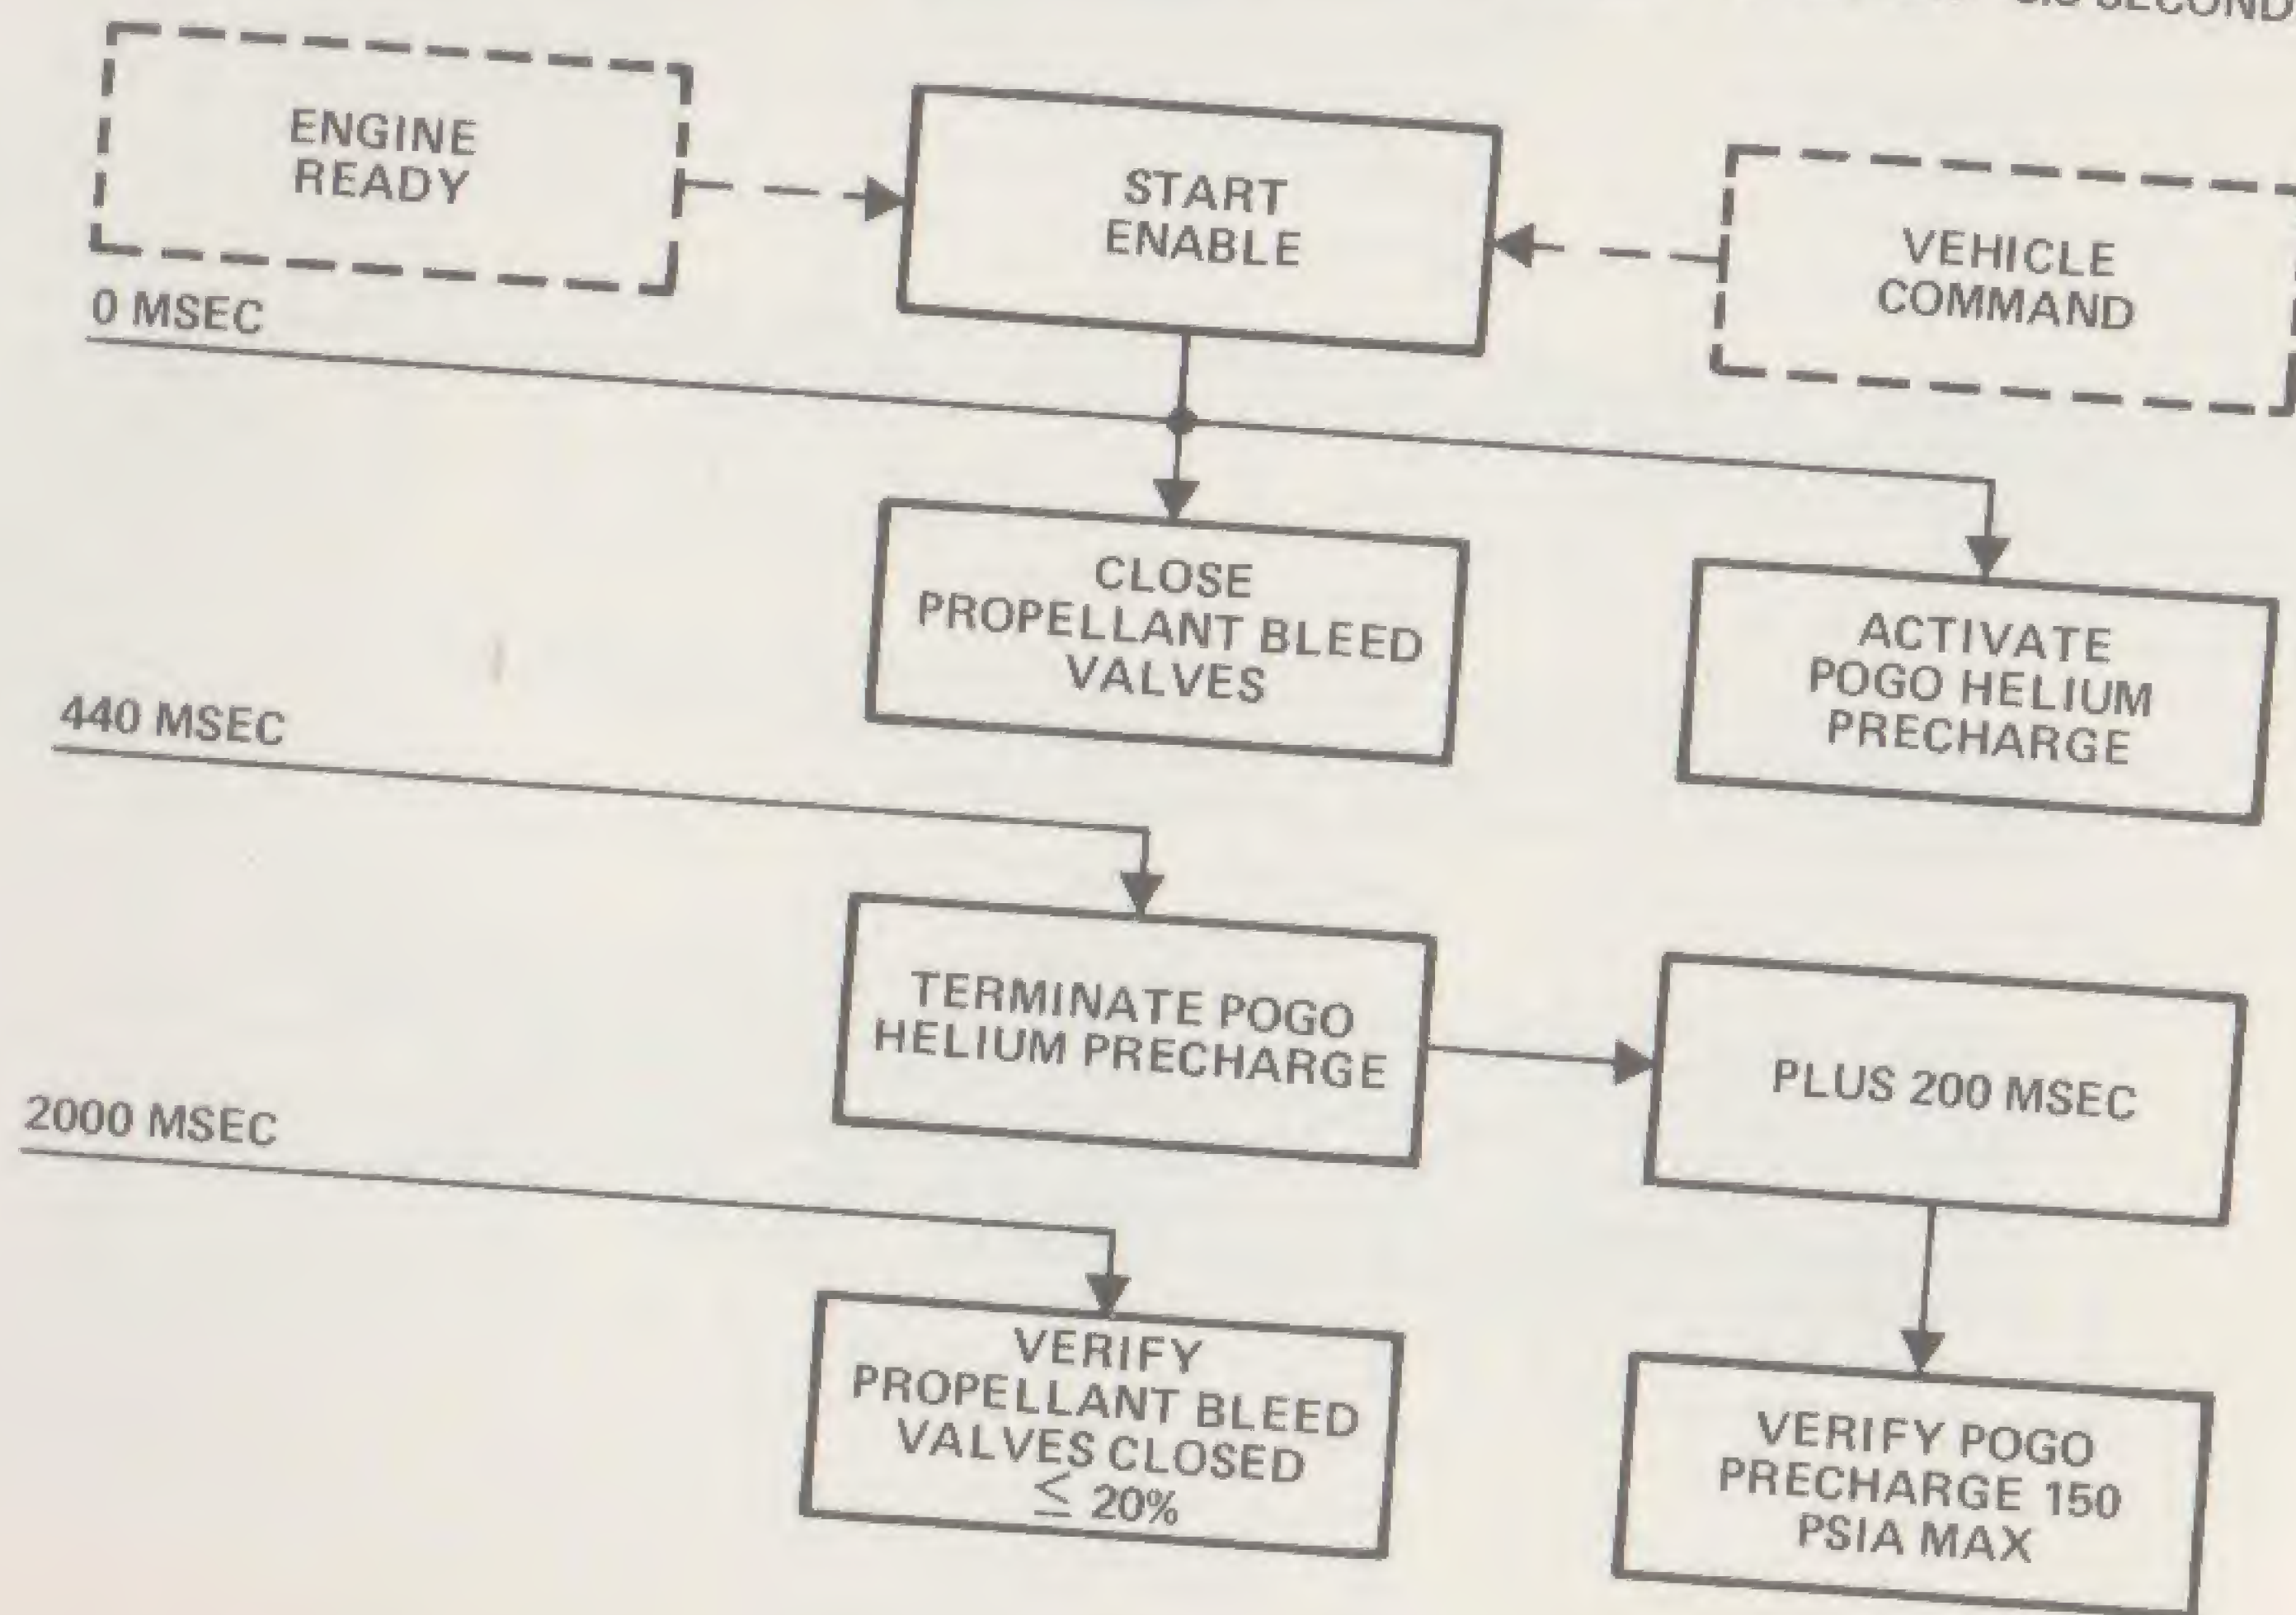 SECOND
ENGINE
READY
START
ENABLE
VEHICLE
COMMAND
0 MSEC
CLOSE
PROPELLANT BLEED
VALVES
ACTIVATE
POGO HELIUM
PRECHARGE
440 MSEC
TERMINATE POGO
HELIUM PRECHARGE
PLUS 200 MSEC
2000 MSEC
VERIFY
PROPELLANT BLEED
VALVES CLOSED
≤ 20%
VERIFY POGO
PRECHARGE 150
PSIA MAX